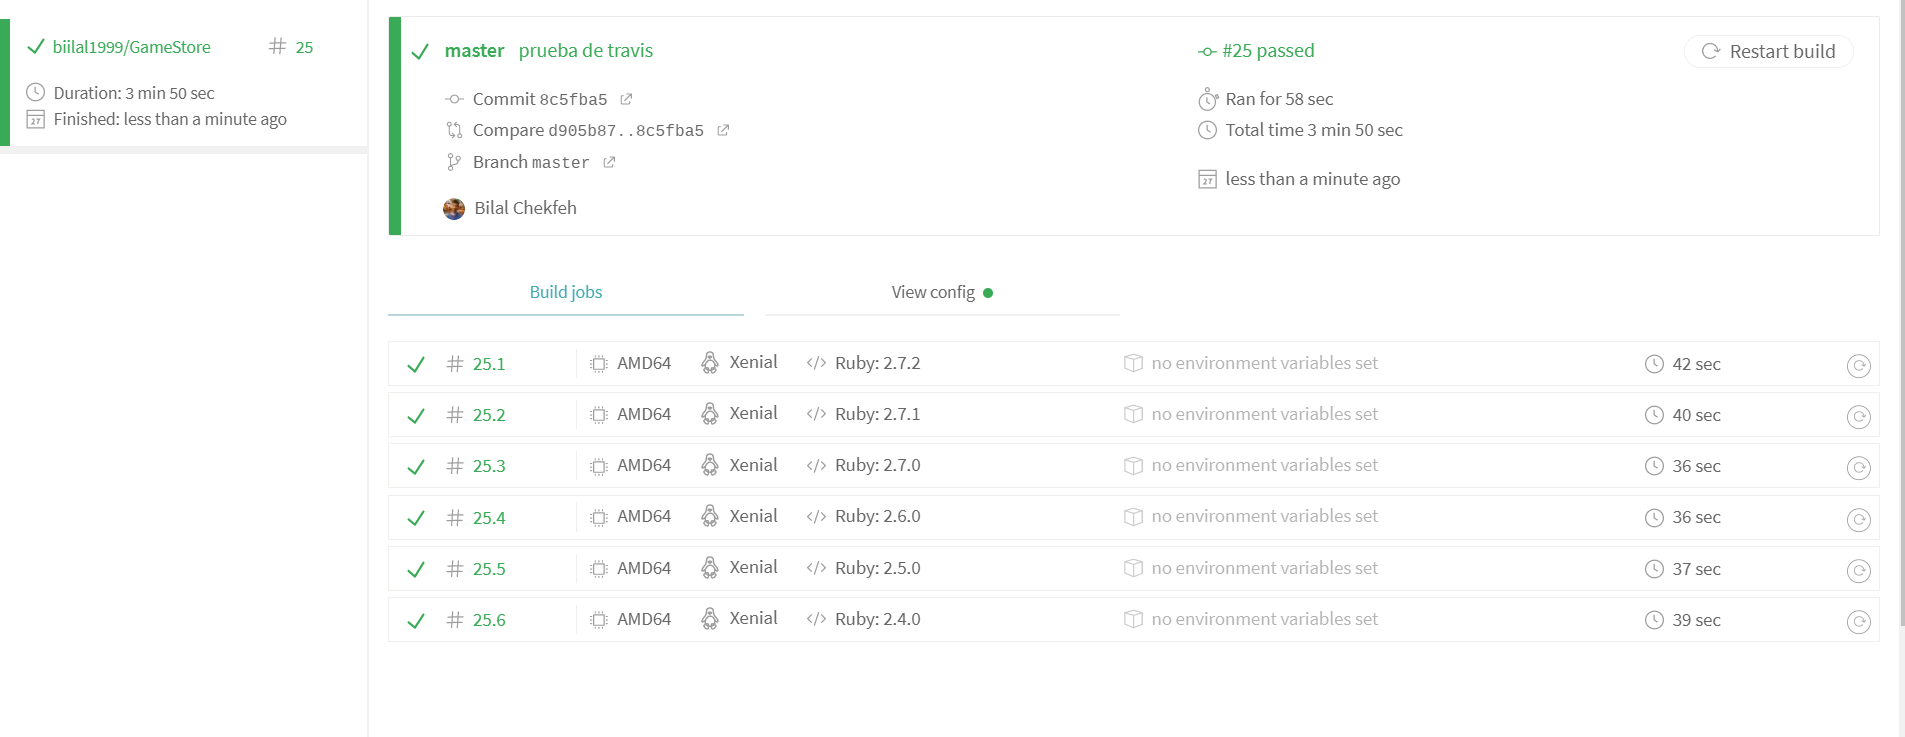 biilal1999/GameStore # 25
Duration: 3 min 50 sec
Finished: less than a minute ago
master prueba de travis
Commit 8c5fba5
Compare d905b87..8c5fba5
Branch master
Bilal Chekfeh
#25 passed
Ran for 58 sec
Total time 3 min 50 sec
less than a minute ago
Restart build
Build jobs
View config
# 25.1 AMD64 Xenial </> Ruby: 2.7.2 no environment variables set 42 sec
# 25.2 AMD64 Xenial </> Ruby: 2.7.1 no environment variables set 40 sec
# 25.3 AMD64 Xenial </> Ruby: 2.7.0 no environment variables set 36 sec
# 25.4 AMD64 Xenial </> Ruby: 2.6.0 no environment variables set 36 sec
# 25.5 AMD64 Xenial </> Ruby: 2.5.0 no environment variables set 37 sec
# 25.6 AMD64 Xenial </> Ruby: 2.4.0 no environment variables set 39 sec